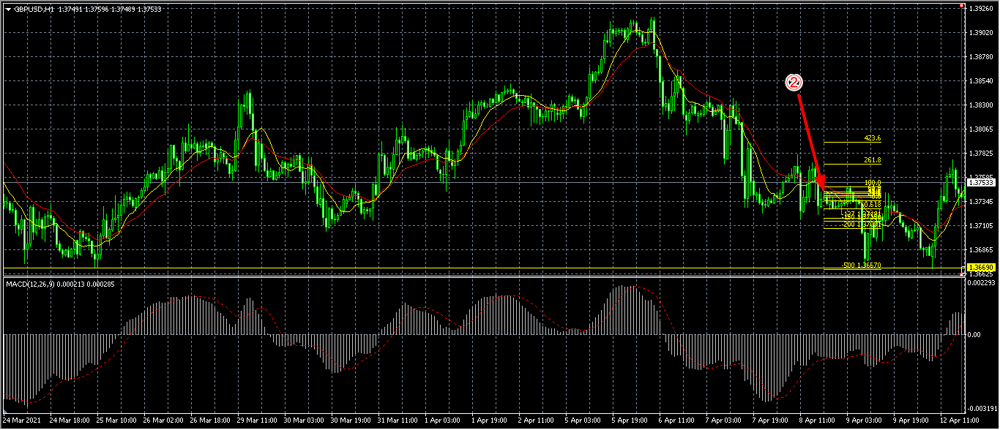 GBPUSD,H1 1.37491 1.37596 1.37489 1.37533
1.39260
1.39020
1.38780
1.38540
1.38300
1.38065
1.37825
1.37595
1.37533
1.37345
1.37105
1.36865
1.36690
1.36625
2
423.6
261.8
100.0
-500 1.36670
MACD(12,26,9) 0.000213 0.000285
0.002293
0.00
-0.003191
24 Mar 2021
24 Mar 18:00
25 Mar 10:00
26 Mar 02:00
26 Mar 18:00
29 Mar 11:00
30 Mar 03:00
30 Mar 19:00
31 Mar 11:00
1 Apr 03:00
1 Apr 19:00
2 Apr 11:00
5 Apr 03:00
5 Apr 19:00
6 Apr 11:00
7 Apr 03:00
7 Apr 19:00
8 Apr 11:00
9 Apr 03:00
9 Apr 19:00
12 Apr 11:00